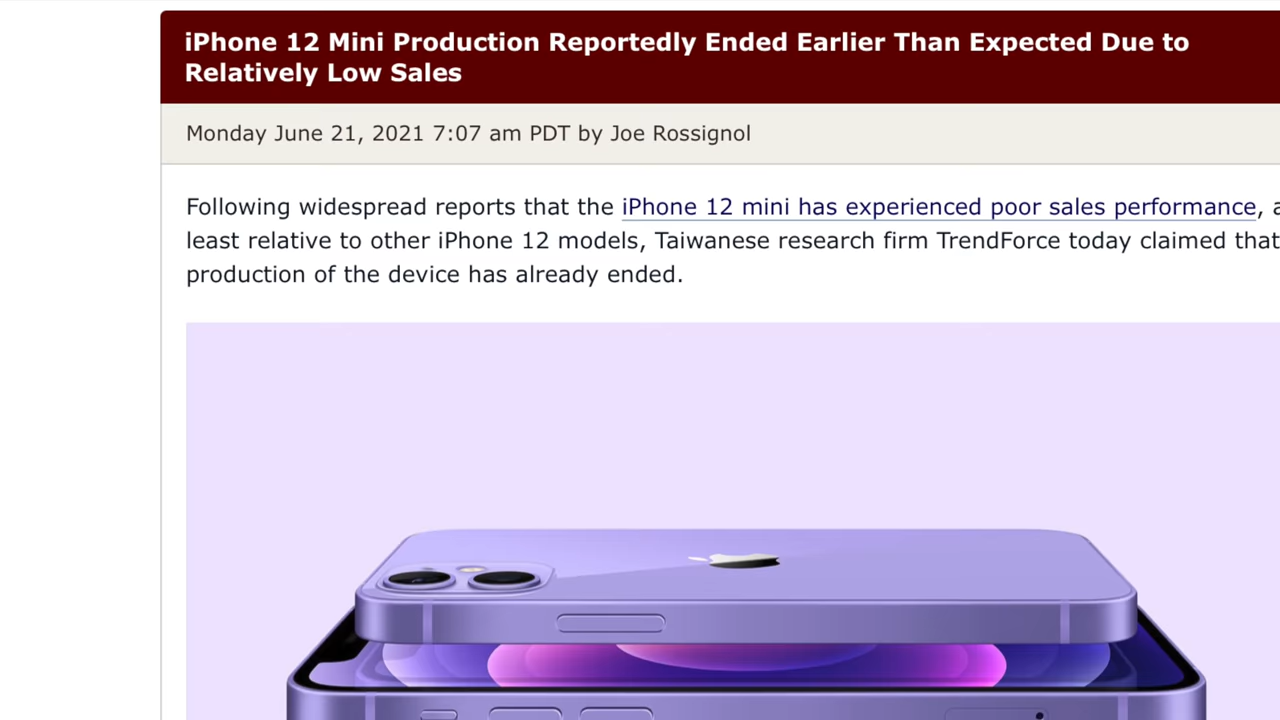 iPhone 12 Mini Production Reportedly Ended Earlier Than Expected Due to
Relatively Low Sales
Monday June 21, 2021 7:07 am PDT by Joe Rossignol
Following widespread reports that the iPhone 12 mini has experienced poor sales performance,
least relative to other iPhone 12 models, Taiwanese research firm TrendForce today claimed that
production of the device has already ended.